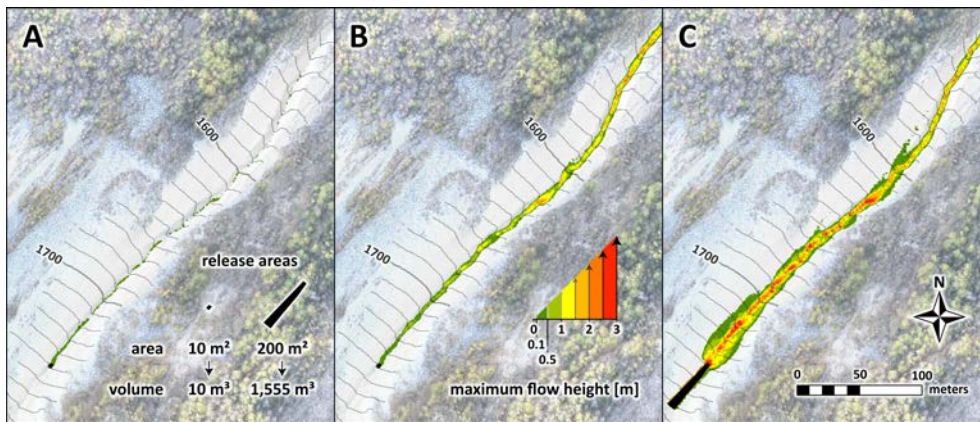 A
1600
1700
release areas
area 10 m² 200 m²
volume 10 m³ 1,555 m³
B
1600
1700
0 1 2 3
0.1
0.5
maximum flow height [m]
C
1600
1700
N
0 50 100
meters